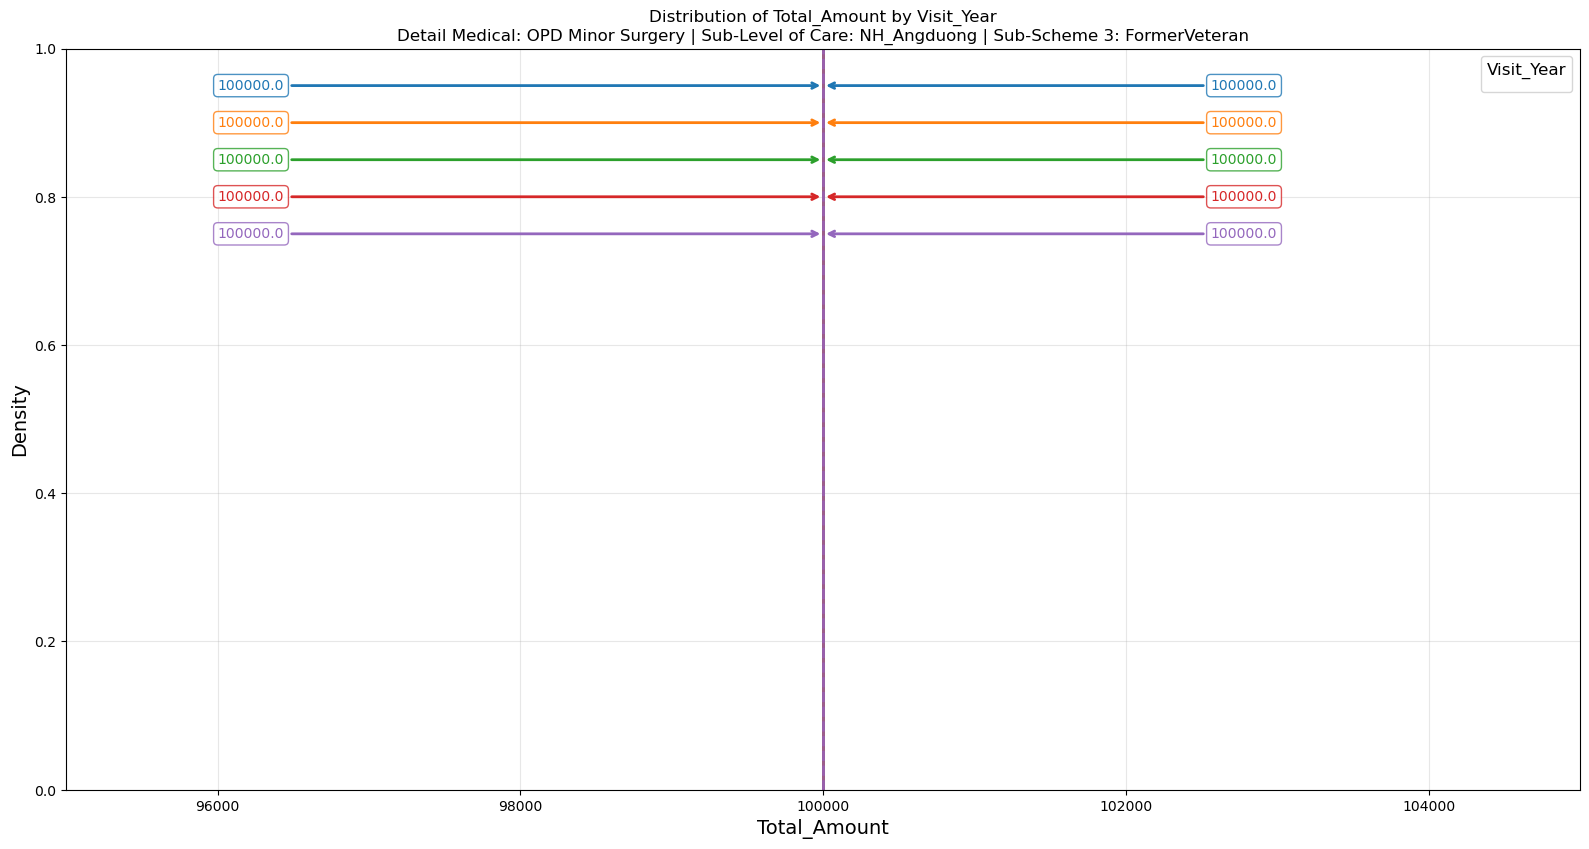 Distribution of Total_Amount by Visit_Year
Detail Medical: OPD Minor Surgery | Sub-Level of Care: NH_Angduong | Sub-Scheme 3: FormerVeteran
Visit_Year
1.0
100000.0 100000.0
100000.0 100000.0
100000.0 100000.0
0.8
100000.0 100000.0
100000.0 100000.0
0.6
Density
0.4
0.2
0.0
96000 98000 100000 102000 104000
Total_Amount